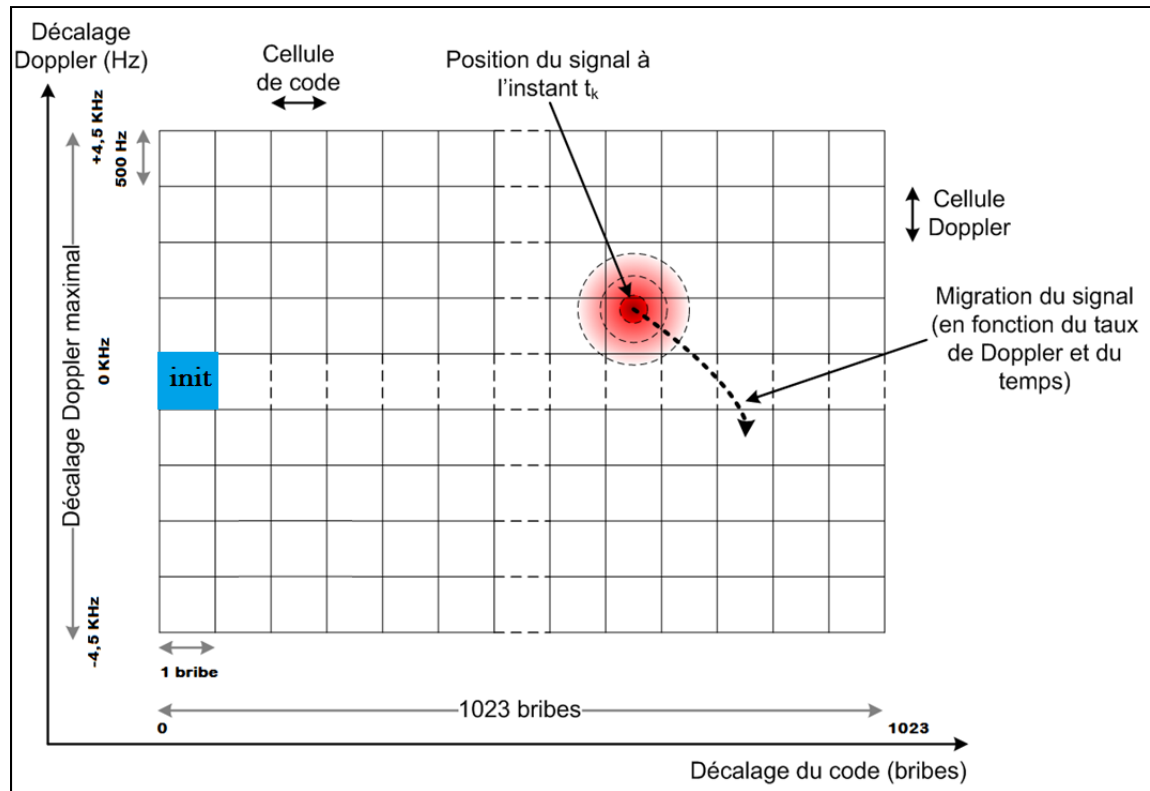 Décalage
Doppler (Hz)
Cellule
de code
Position du signal à
l'instant tk
+4,5 KHz
500 Hz
Cellule
Doppler
Décalage Doppler maximal
0 KHz
init
Migration du signal
(en fonction du taux
de Doppler et du
temps)
-4,5 KHz
1 bribe
1023 bribes
0
1023
Décalage du code (bribes)